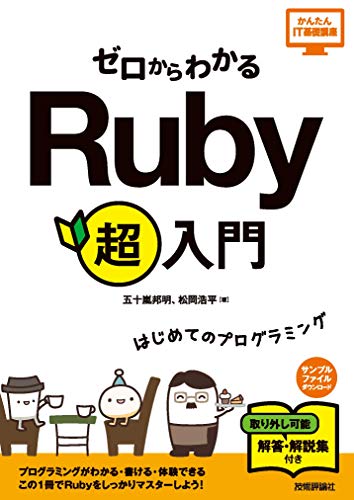 かんたん
IT基礎講座
ゼロからわかる
Ruby
超入門
五十嵐邦明、松岡浩平[著]
はじめてのプログラミング
サンプル
ファイル
ダウンロード
取り外し可能
解答・解説集
付き
プログラミングがわかる・書ける・体験できる
この1冊でRubyをしっかりマスターしよう!
技術評論社